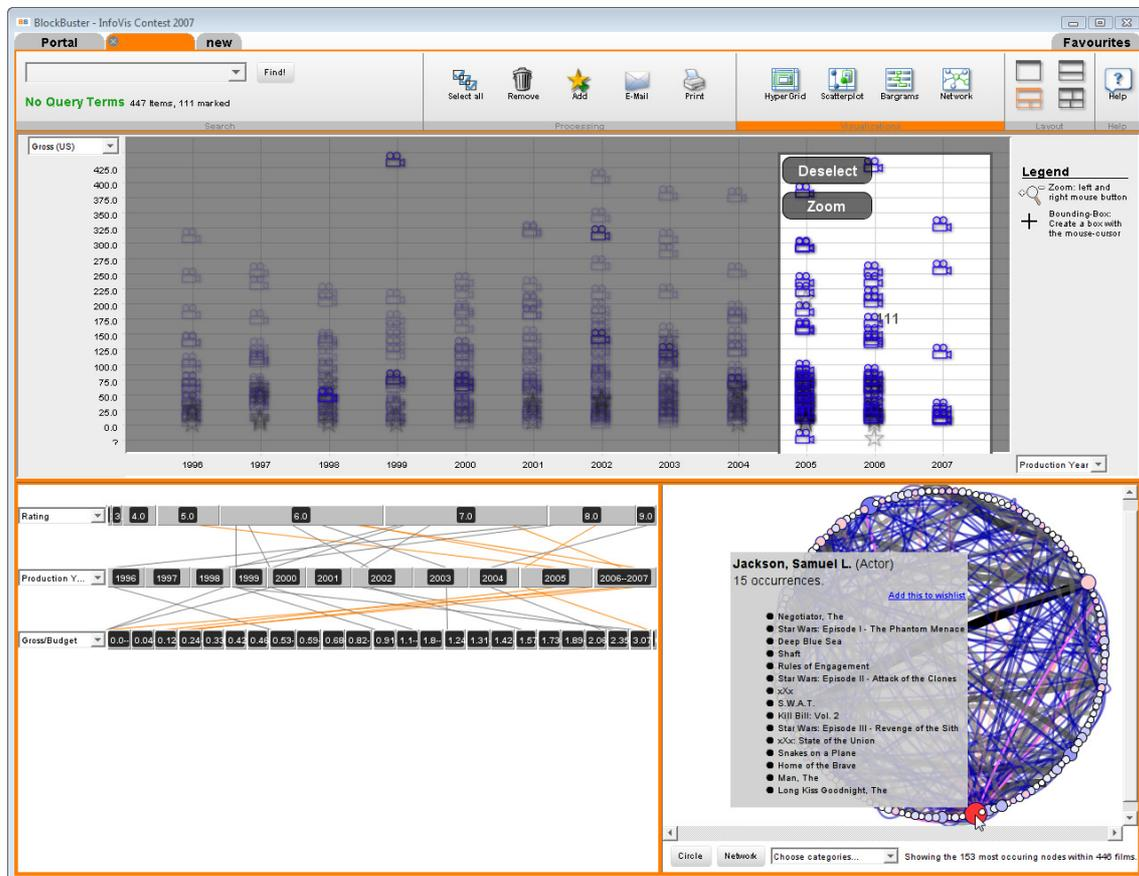 BB BlockBuster - InfoVis Contest 2007
Portal new Favourites
Find!
No Query Terms 447 Items, 111 marked
Select all Remove Add E-Mail Print HyperGrid Scatterplot Bargrams Network Help
Search Processing Visualizations Layout Help
Gross (US)
425.0
400.0
375.0
350.0
325.0
300.0
275.0
250.0
225.0
200.0
175.0
150.0
125.0
100.0
75.0
50.0
25.0
0.0
?
Deselect
Zoom
111
1996 1997 1998 1999 2000 2001 2002 2003 2004 2005 2006 2007
Legend
Zoom: left and
right mouse button
Bounding-Box:
Create a box with
the mouse-cursor
Production Year
Rating 3 4.0 5.0 6.0 7.0 8.0 9.0
Production Y... 1996 1997 1998 1999 2000 2001 2002 2003 2004 2005 2006--2007
Gross/Budget 0.0-- 0.04 0.12 0.24 0.33 0.42 0.46 0.53- 0.59- 0.68 0.82- 0.91 1.1-- 1.8-- 1.24 1.31 1.42 1.57 1.73 1.89 2.06 2.35 3.07
Jackson, Samuel L. (Actor)
15 occurrences.
Add this to wishlist
Negotiator, The
Star Wars: Episode I - The Phantom Menace
Deep Blue Sea
Shaft
Rules of Engagement
Star Wars: Episode II - Attack of the Clones
xXx
S.W.A.T.
Kill Bill: Vol. 2
Star Wars: Episode III - Revenge of the Sith
xXx: State of the Union
Snakes on a Plane
Home of the Brave
Man, The
Long Kiss Goodnight, The
Circle Network Choose categories... Showing the 153 most occuring nodes within 446 films.